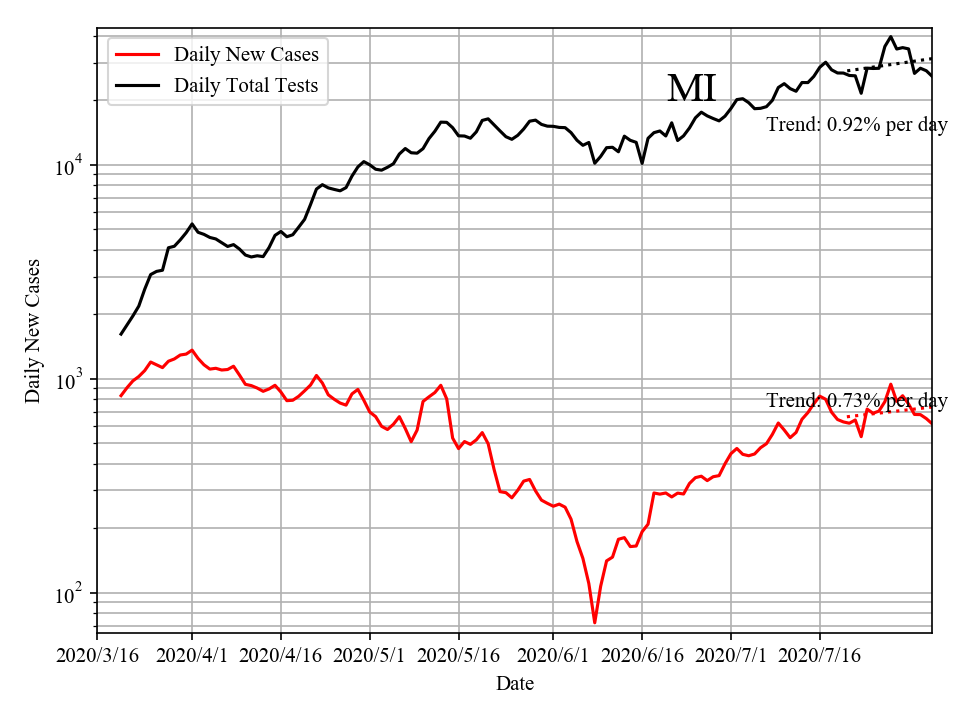 Daily New Cases
Daily Total Tests
MI
Trend: 0.92% per day
Trend: 0.73% per day
10^4
10^3
10^2
Daily New Cases
2020/3/16 2020/4/1 2020/4/16 2020/5/1 2020/5/16 2020/6/1 2020/6/16 2020/7/1 2020/7/16
Date